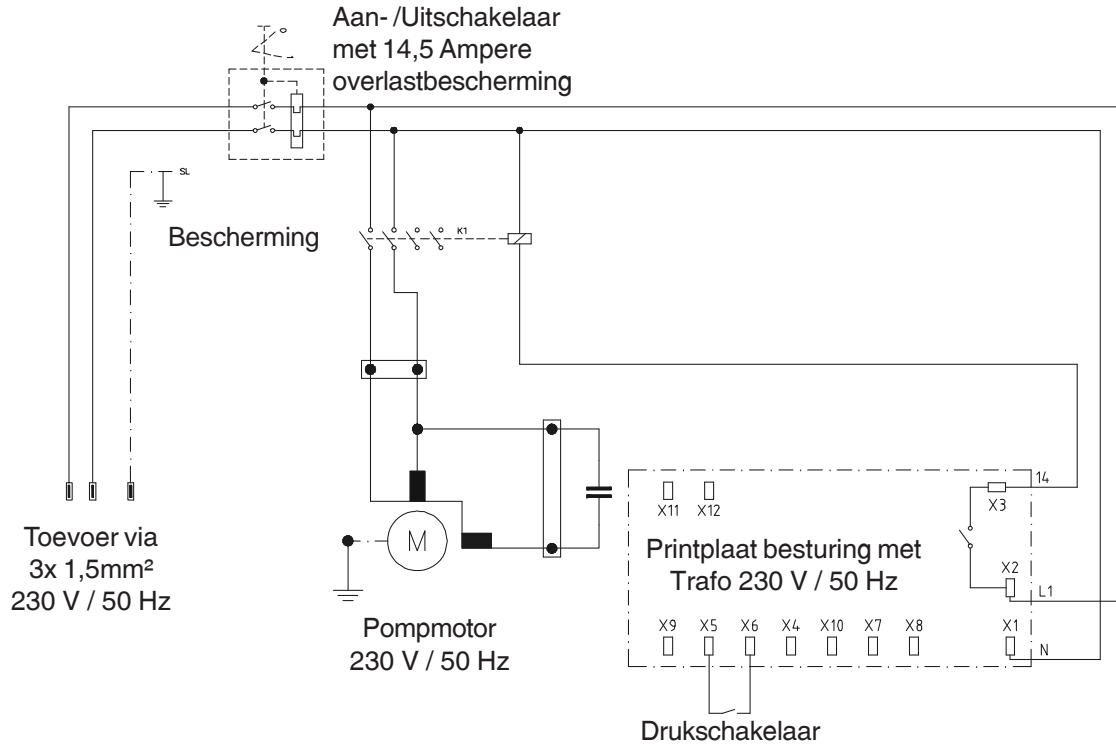 Aan- /Uitschakelaar
met 14,5 Ampere
overlastbescherming
SL
Bescherming
K1
14
X3
X11 X12
M
Printplaat besturing met
Trafo 230 V / 50 Hz
X2
L1
Toevoer via
3x 1,5mm²
230 V / 50 Hz
Pompmotor
230 V / 50 Hz
X9 X5 X6 X4 X10 X7 X8 X1
N
Drukschakelaar